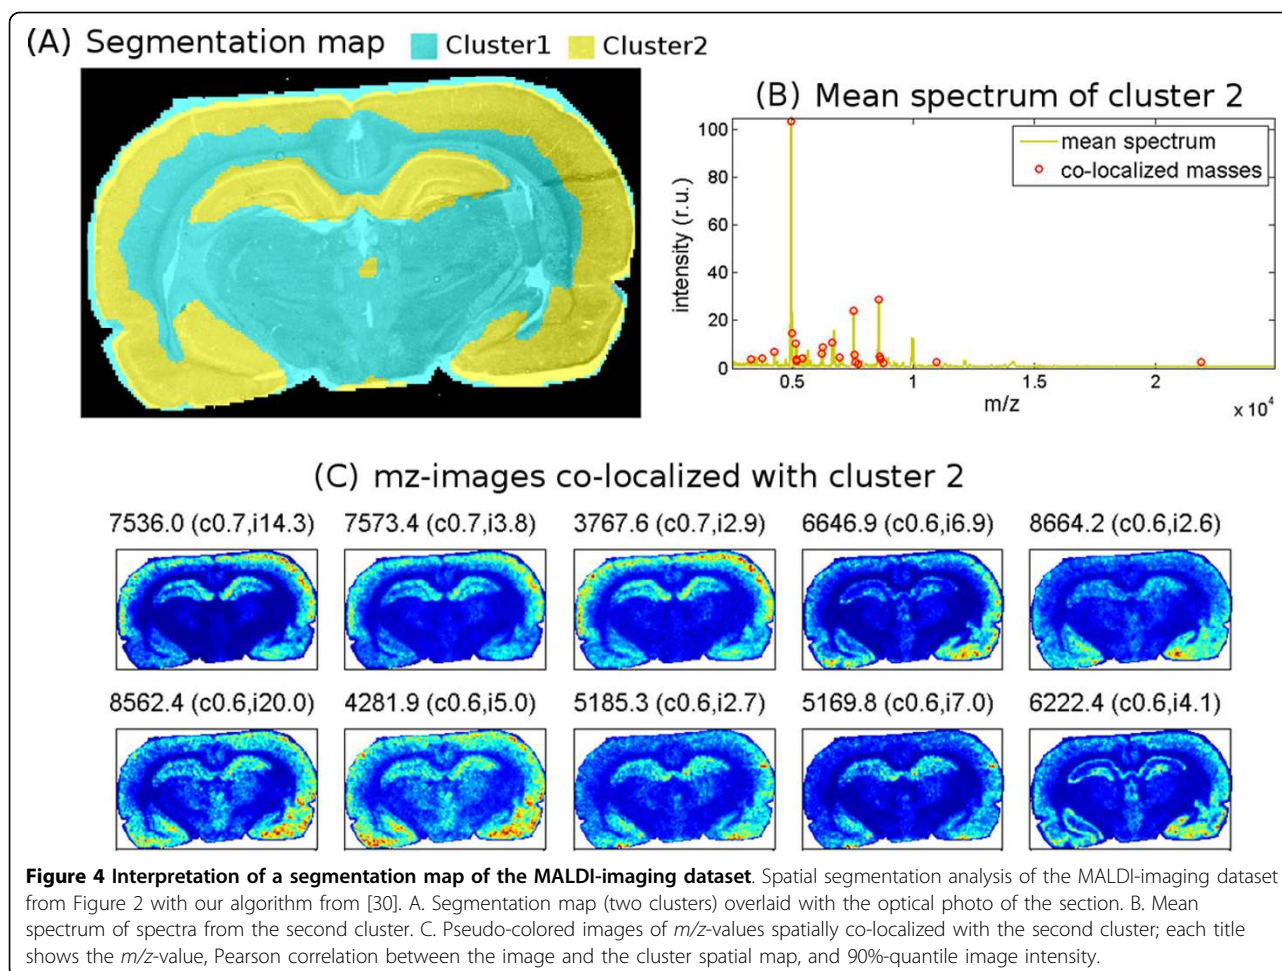 (A) Segmentation map Cluster1 Cluster2
(B) Mean spectrum of cluster 2
mean spectrum
co-localized masses
intensity (r.u.)
100
80
60
40
20
0
0.5 1 1.5 2
m/z
x 10^4
(C) mz-images co-localized with cluster 2
7536.0 (c0.7,i14.3) 7573.4 (c0.7,i3.8) 3767.6 (c0.7,i2.9) 6646.9 (c0.6,i6.9) 8664.2 (c0.6,i2.6)
8562.4 (c0.6,i20.0) 4281.9 (c0.6,i5.0) 5185.3 (c0.6,i2.7) 5169.8 (c0.6,i7.0) 6222.4 (c0.6,i4.1)
Figure 4 Interpretation of a segmentation map of the MALDI-imaging dataset. Spatial segmentation analysis of the MALDI-imaging dataset
from Figure 2 with our algorithm from [30]. A. Segmentation map (two clusters) overlaid with the optical photo of the section. B. Mean
spectrum of spectra from the second cluster. C. Pseudo-colored images of m/z-values spatially co-localized with the second cluster; each title
shows the m/z-value, Pearson correlation between the image and the cluster spatial map, and 90%-quantile image intensity.